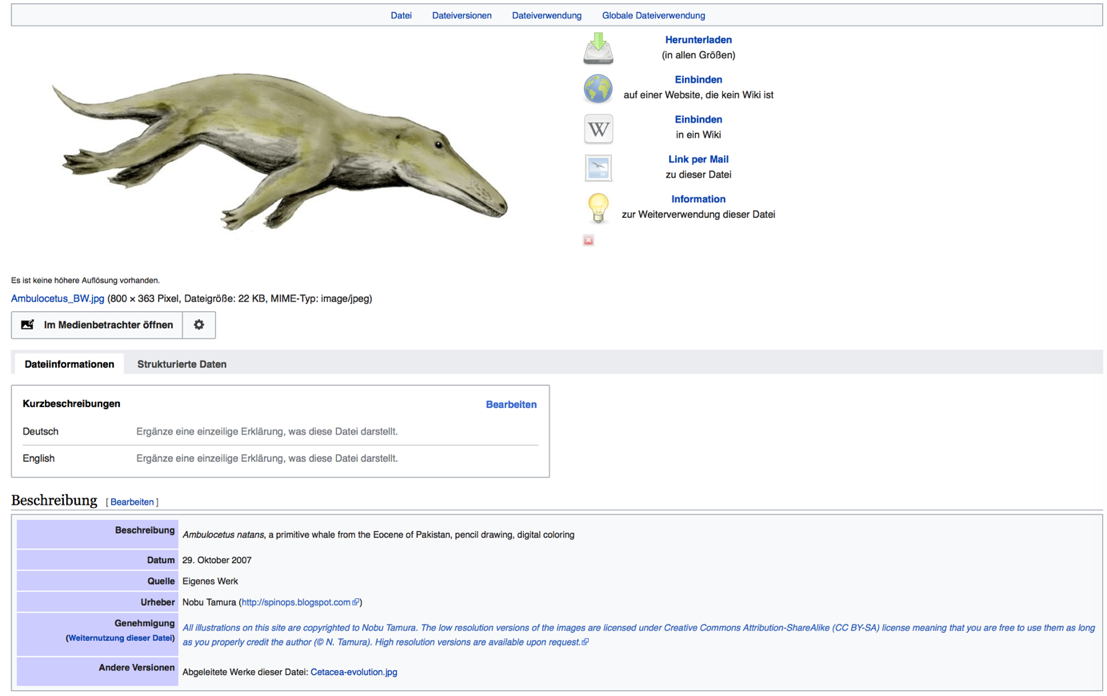 Datei Dateiversionen Dateiverwendung Globale Dateiverwendung
Herunterladen
(in allen Größen)
Einbinden
auf einer Website, die kein Wiki ist
W
Einbinden
in ein Wiki
Link per Mail
zu dieser Datei
Information
zur Weiterverwendung dieser Datei
Es ist keine höhere Auflösung vorhanden.
Ambulocetus_BW.jpg (800 × 363 Pixel, Dateigröße: 22 KB, MIME-Typ: image/jpeg)
Im Medienbetrachter öffnen
Dateiinformationen Strukturierte Daten
Kurzbeschreibungen Bearbeiten
Deutsch Ergänze eine einzeilige Erklärung, was diese Datei darstellt.
English Ergänze eine einzeilige Erklärung, was diese Datei darstellt.
Beschreibung [ Bearbeiten ]
Beschreibung Ambulocetus natans, a primitive whale from the Eocene of Pakistan, pencil drawing, digital coloring
Datum 29. Oktober 2007
Quelle Eigenes Werk
Urheber Nobu Tamura (http://spinops.blogspot.com)
Genehmigung
(Weiternutzung dieser Datei)
All illustrations on this site are copyrighted to Nobu Tamura. The low resolution versions of the images are licensed under Creative Commons Attribution-ShareAlike (CC BY-SA) license meaning that you are free to use them as long
as you properly credit the author (© N. Tamura). High resolution versions are available upon request.
Andere Versionen Abgeleitete Werke dieser Datei: Cetacea-evolution.jpg